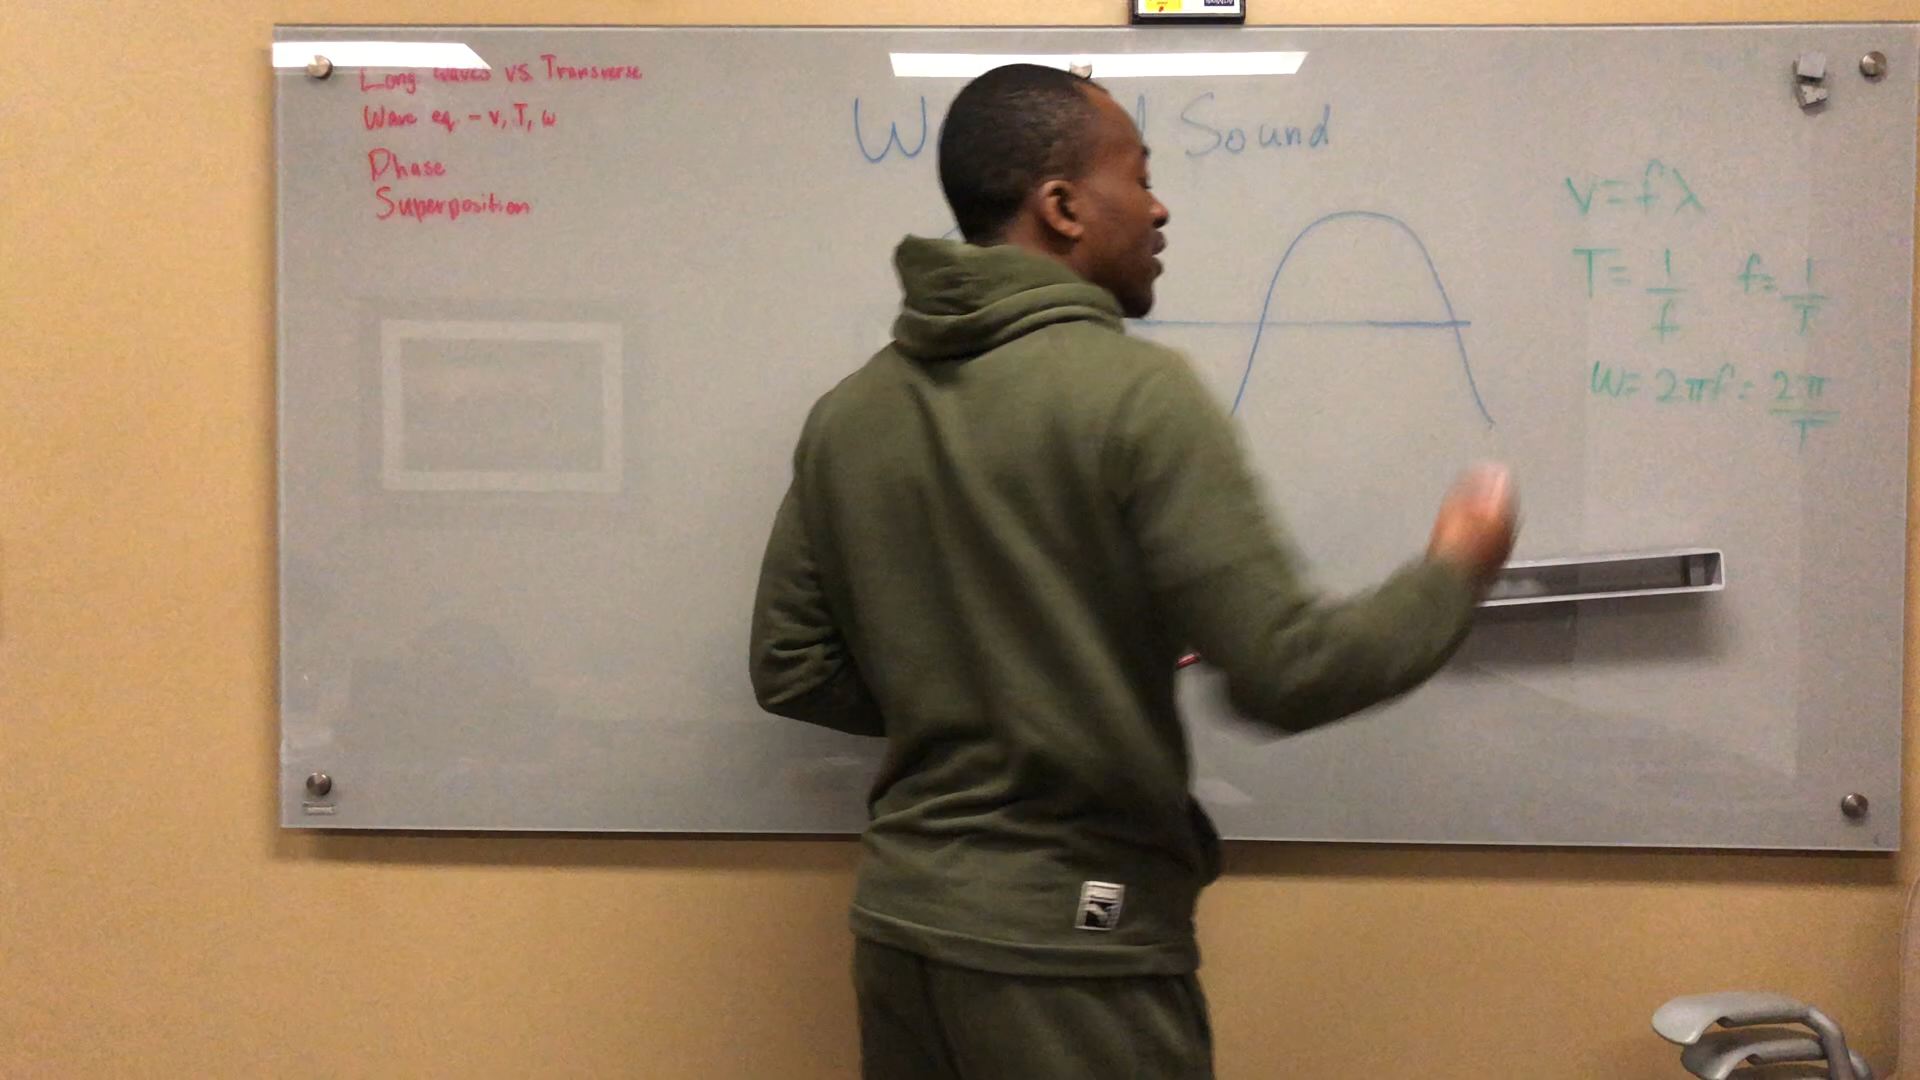 Long waves vs. Transverse
Wave eq - v, T, ω
Phase
Superposition
Sound
v = fλ
T = 1/f f = 1/T
W = 2πf = 2π/T